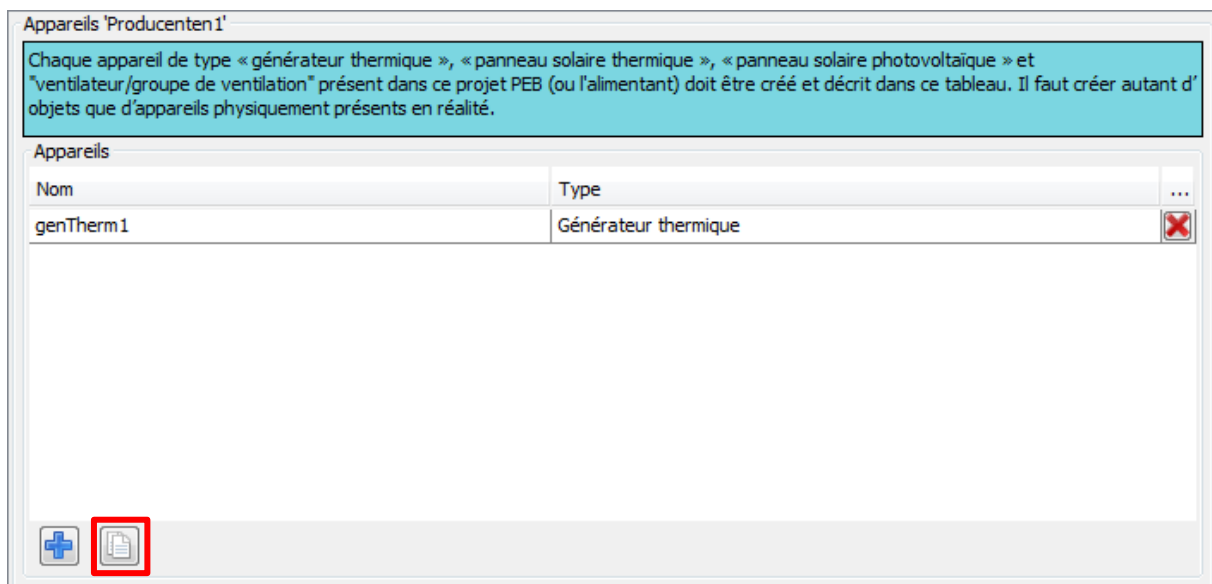 Appareils 'Producenten1'
Chaque appareil de type « générateur thermique », « panneau solaire thermique », « panneau solaire photovoltaïque » et
"ventilateur/groupe de ventilation" présent dans ce projet PEB (ou l'alimentant) doit être créé et décrit dans ce tableau. Il faut créer autant d'
objets que d'appareils physiquement présents en réalité.
Appareils
Nom Type ...
genTherm1 Générateur thermique